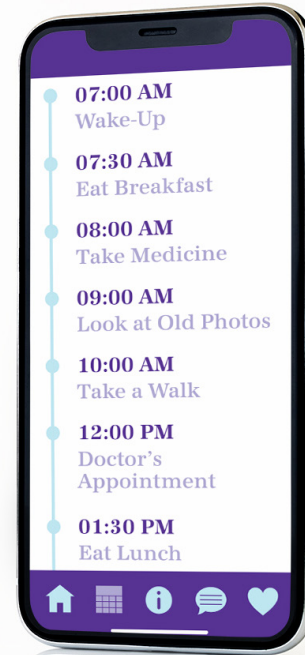 07:00 AM
Wake-Up
07:30 AM
Eat Breakfast
08:00 AM
Take Medicine
09:00 AM
Look at Old Photos
10:00 AM
Take a Walk
12:00 PM
Doctor's
Appointment
01:30 PM
Eat Lunch
i